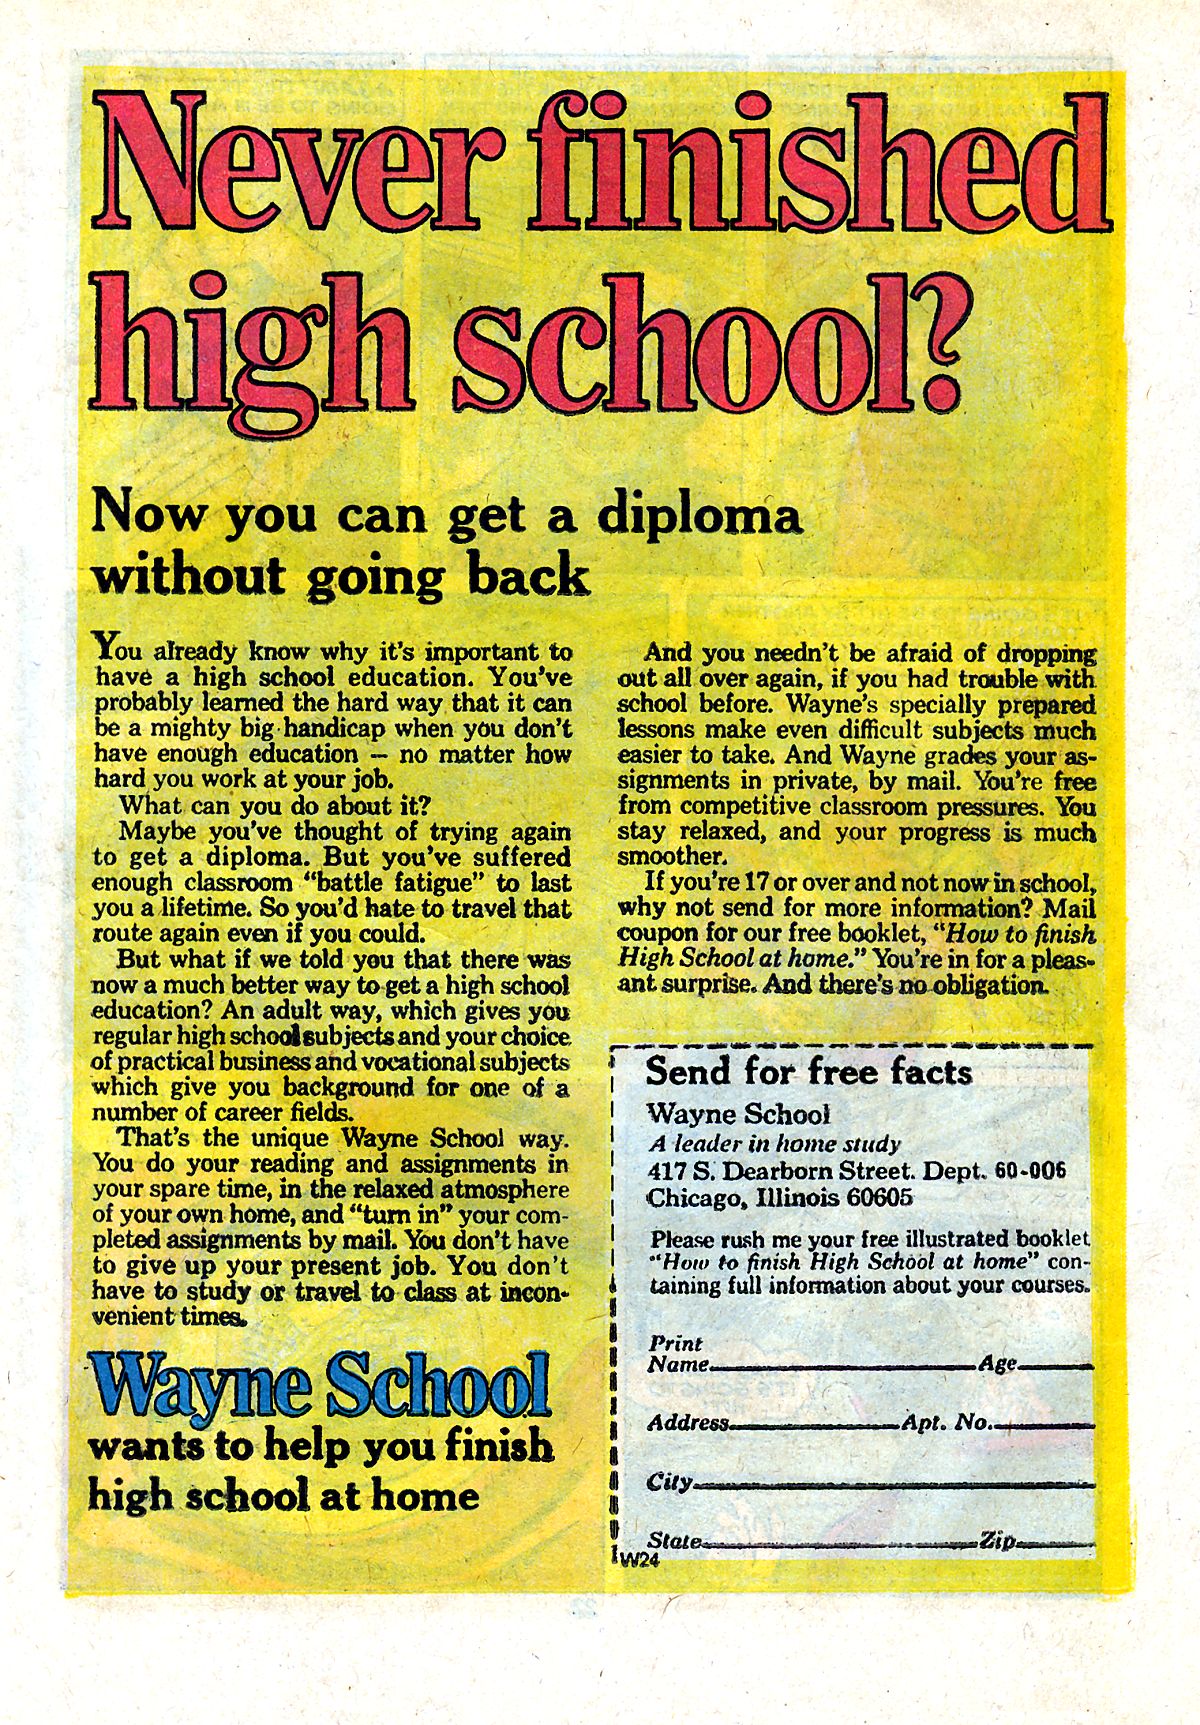 Never finished
high school?
Now you can get a diploma
without going back
You already know why it's important to
have a high school education. You've
probably learned the hard way that it can
be a mighty big handicap when you don't
have enough education — no matter how
hard you work at your job.
What can you do about it?
Maybe you've thought of trying again
to get a diploma. But you've suffered
enough classroom "battle fatigue" to last
you a lifetime. So you'd hate to travel that
route again even if you could.
But what if we told you that there was
now a much better way to get a high school
education? An adult way, which gives you
regular high school subjects and your choice
of practical business and vocational subjects
which give you background for one of a
number of career fields.
That's the unique Wayne School way.
You do your reading and assignments in
your spare time, in the relaxed atmosphere
of your own home, and "turn in" your com-
pleted assignments by mail. You don't have
to give up your present job. You don't
have to study or travel to class at incon-
venient times.
Wayne School
wants to help you finish
high school at home
And you needn't be afraid of dropping
out all over again, if you had trouble with
school before. Wayne's specially prepared
lessons make even difficult subjects much
easier to take. And Wayne grades your as-
signments in private, by mail. You're free
from competitive classroom pressures. You
stay relaxed, and your progress is much
smoother.
If you're 17 or over and not now in school,
why not send for more information? Mail
coupon for our free booklet, "How to finish
High School at home." You're in for a pleas-
ant surprise. And there's no obligation.
Send for free facts
Wayne School
A leader in home study
417 S. Dearborn Street. Dept. 60-006
Chicago, Illinois 60605
Please rush me your free illustrated booklet
"How to finish High School at home" con-
taining full information about your courses.
Print
Name Age
Address Apt. No.
City
State Zip
W24